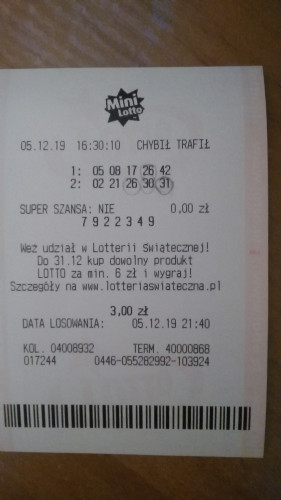 Mini
Lotto
05.12.19 16:30:10 CHYBIŁ TRAFIŁ
1: 05 08 17 26 42
2: 02 21 26 30 31
SUPER SZANSA: NIE 0,00 zł
7922349
Weź udział w Lotterii Swiatecznej!
Do 31.12 kup dowolny produkt
LOTTO za min. 6 zł i wygraj!
Szczegóły na www.lotteriaswiateczna.pl
3,00 zł
DATA LOSOWANIA: 05.12.19 21:40
KOL. 04008932 TERM. 40000868
017244 0446-055282992-103924